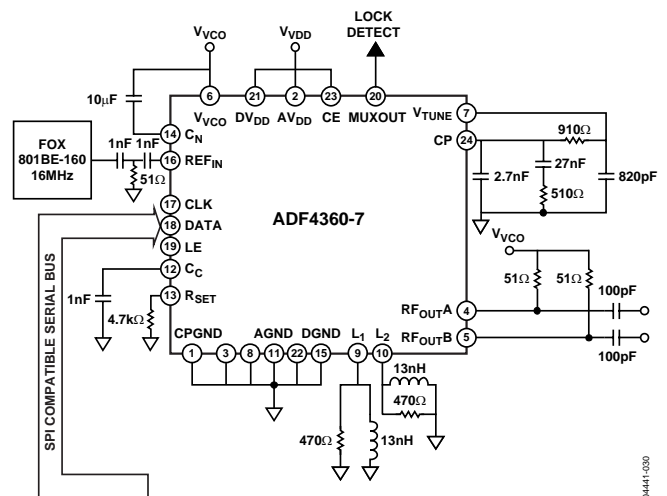 LOCK
DETECT
VVCO
VVDD
10μF
6
21
2
23
20
VVCO
DVDD
AVDD
CE
MUXOUT
VTUNE
7
CP
24
910Ω
27nF
2.7nF
510Ω
820pF
FOX
801BE-160
16MHz
1nF
1nF
51Ω
14
CN
16
REFIN
17
CLK
18
DATA
19
LE
12
CC
13
RSET
ADF4360-7
SPI COMPATIBLE SERIAL BUS
1nF
4.7kΩ
VVCO
51Ω
51Ω
100pF
RFOUTA
4
RFOUTB
5
100pF
CPGND
AGND
DGND
L1
L2
1
3
8
11
22
15
9
10
13nH
470Ω
470Ω
13nH
04441-030